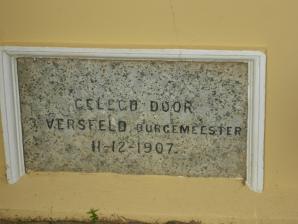 GELEGD DOOR
VERSFELD, BURGEMEESTER
11-12-1907.